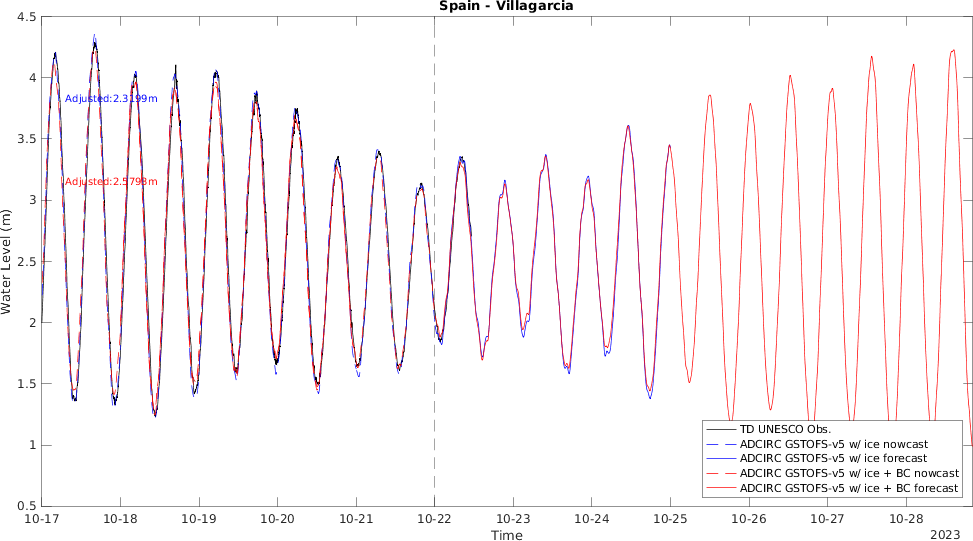 Spain - Villagarcia
4.5
4
3.5
3
2.5
2
1.5
1
0.5
Water Level (m)
Adjusted:2.3199m
Adjusted:2.5793m
TD UNESCO Obs.
ADCIRC GSTOFS-v5 w/ ice nowcast
ADCIRC GSTOFS-v5 w/ ice forecast
ADCIRC GSTOFS-v5 w/ ice + BC nowcast
ADCIRC GSTOFS-v5 w/ ice + BC forecast
10-17 10-18 10-19 10-20 10-21 10-22 10-23 10-24 10-25 10-26 10-27 10-28
Time
2023